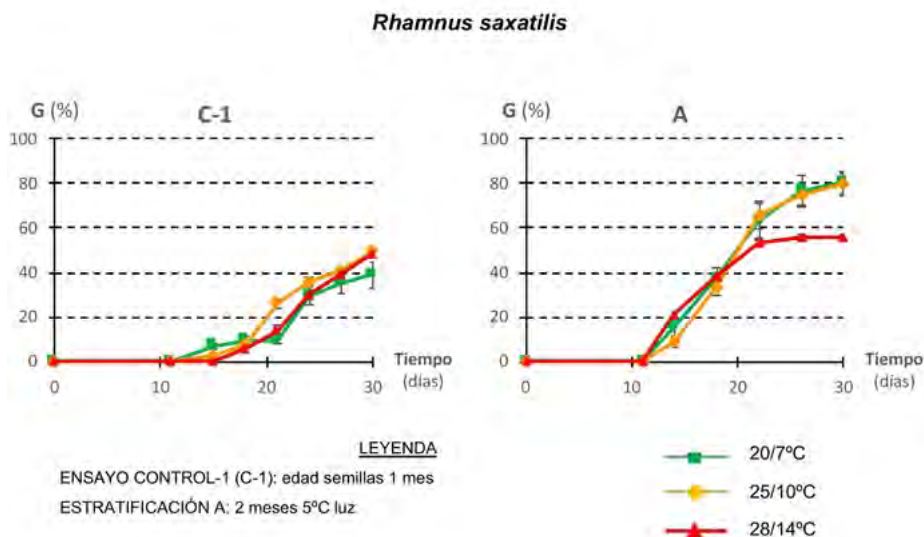 Rhamnus saxatilis
G (%)
C-1
100
80
60
40
20
0
0
10
20
30
Tiempo
(días)
G (%)
A
100
80
60
40
20
0
0
10
20
30
Tiempo
(días)
LEYENDA
ENSAYO CONTROL-1 (C-1): edad semillas 1 mes
ESTRATIFICACIÓN A: 2 meses 5ºC luz
20/7ºC
25/10ºC
28/14ºC